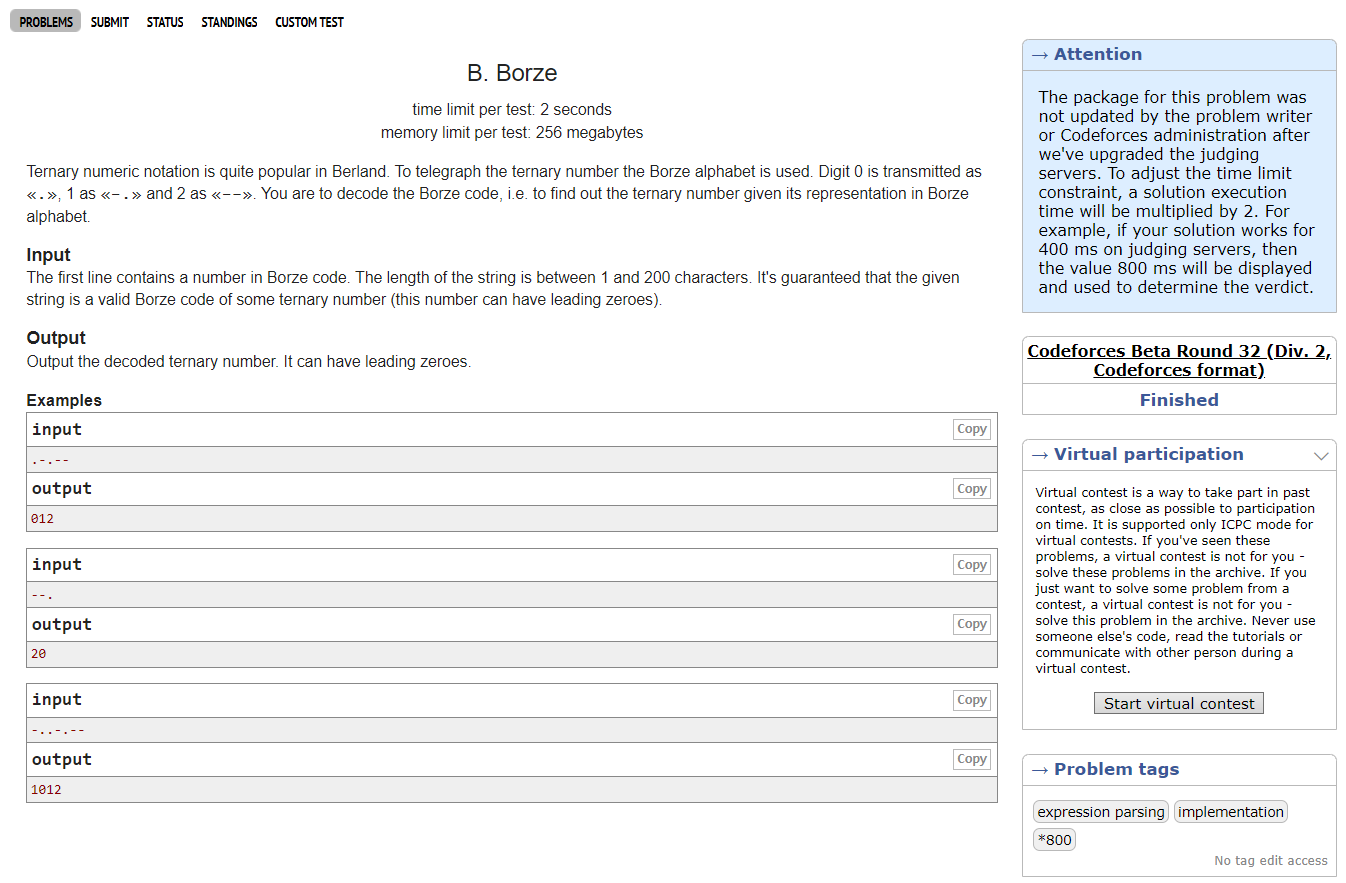 PROBLEMS SUBMIT STATUS STANDINGS CUSTOM TEST
B. Borze
time limit per test: 2 seconds
memory limit per test: 256 megabytes
Ternary numeric notation is quite popular in Berland. To telegraph the ternary number the Borze alphabet is used. Digit 0 is transmitted as
«.», 1 as «-.» and 2 as «--». You are to decode the Borze code, i.e. to find out the ternary number given its representation in Borze
alphabet.
Input
The first line contains a number in Borze code. The length of the string is between 1 and 200 characters. It's guaranteed that the given
string is a valid Borze code of some ternary number (this number can have leading zeroes).
Output
Output the decoded ternary number. It can have leading zeroes.
Examples
input Copy
.-.--
output Copy
012
input Copy
--.
output Copy
20
input Copy
-..-.--
output Copy
1012
→ Attention
The package for this problem was
not updated by the problem writer
or Codeforces administration after
we've upgraded the judging
servers. To adjust the time limit
constraint, a solution execution
time will be multiplied by 2. For
example, if your solution works for
400 ms on judging servers, then
the value 800 ms will be displayed
and used to determine the verdict.
Codeforces Beta Round 32 (Div. 2,
Codeforces format)
Finished
→ Virtual participation
Virtual contest is a way to take part in past
contest, as close as possible to participation
on time. It is supported only ICPC mode for
virtual contests. If you've seen these
problems, a virtual contest is not for you -
solve these problems in the archive. If you
just want to solve some problem from a
contest, a virtual contest is not for you -
solve this problem in the archive. Never use
someone else's code, read the tutorials or
communicate with other person during a
virtual contest.
Start virtual contest
→ Problem tags
expression parsing implementation
*800
No tag edit access